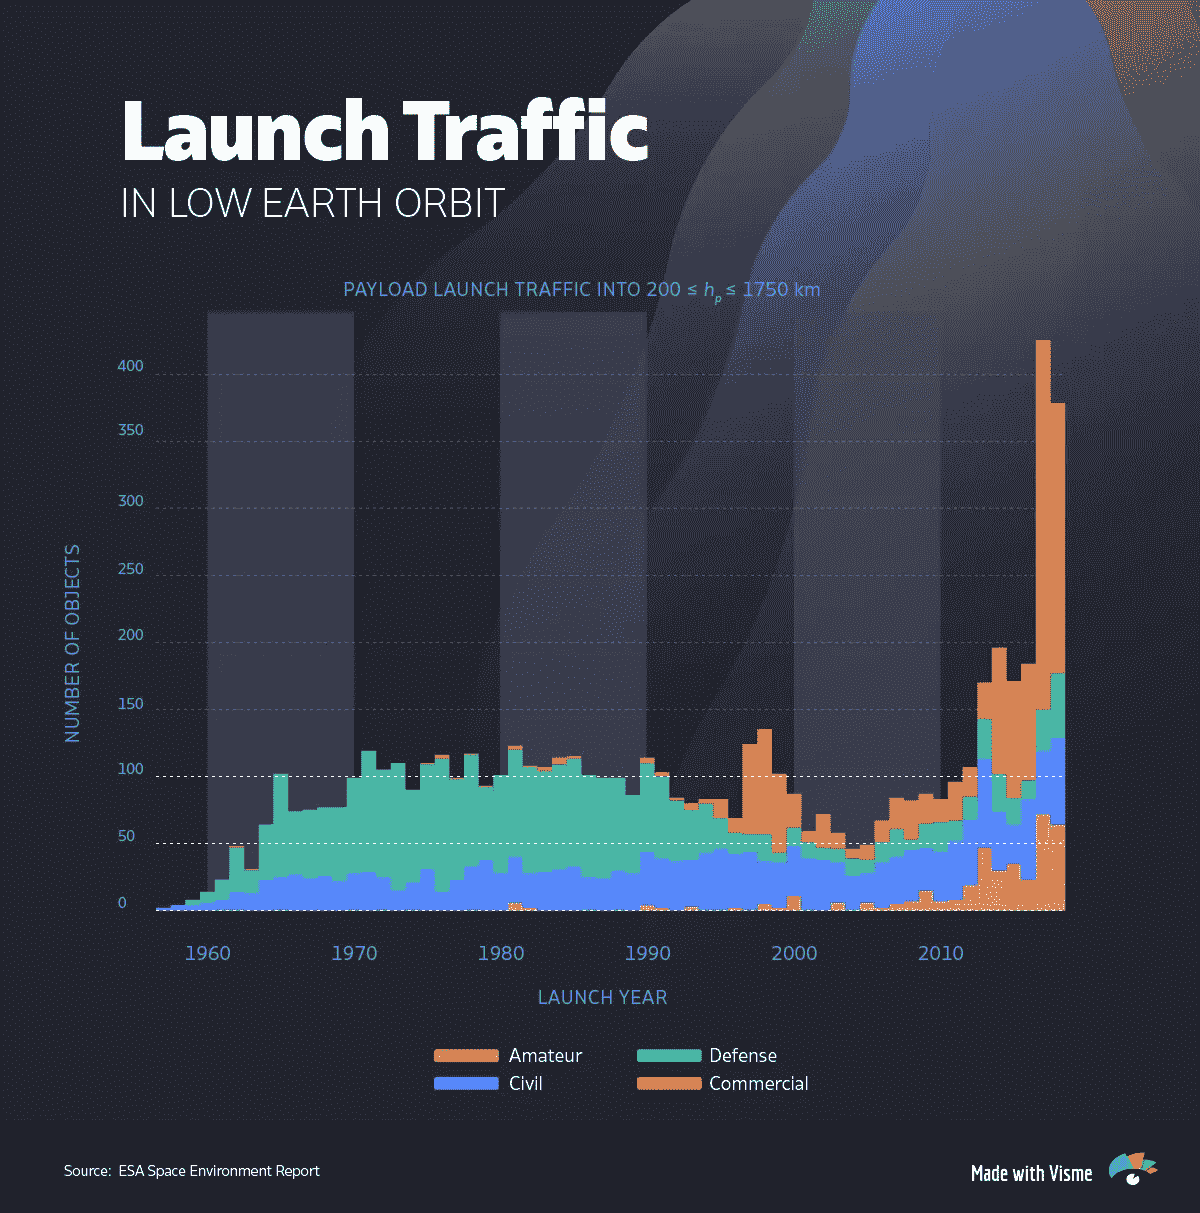 Launch Traffic
IN LOW EARTH ORBIT
PAYLOAD LAUNCH TRAFFIC INTO 200 ≤ hp ≤ 1750 km
400
350
300
250
200
150
100
50
0
NUMBER OF OBJECTS
1960 1970 1980 1990 2000 2010
LAUNCH YEAR
Amateur Defense
Civil Commercial
Source: ESA Space Environment Report
Made with Visme